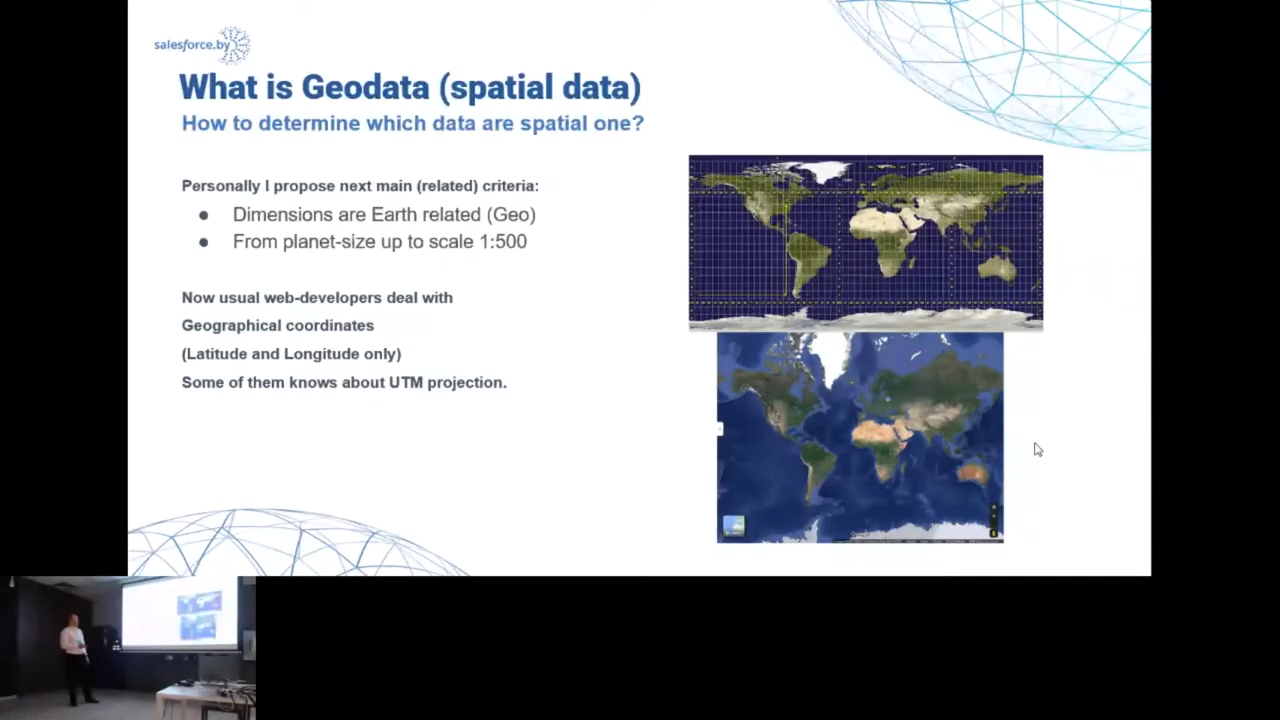 salesforce.by
What is Geodata (spatial data)
How to determine which data are spatial one?
Personally I propose next main (related) criteria:
● Dimensions are Earth related (Geo)
● From planet-size up to scale 1:500
Now usual web-developers deal with
Geographical coordinates
(Latitude and Longitude only)
Some of them knows about UTM projection.